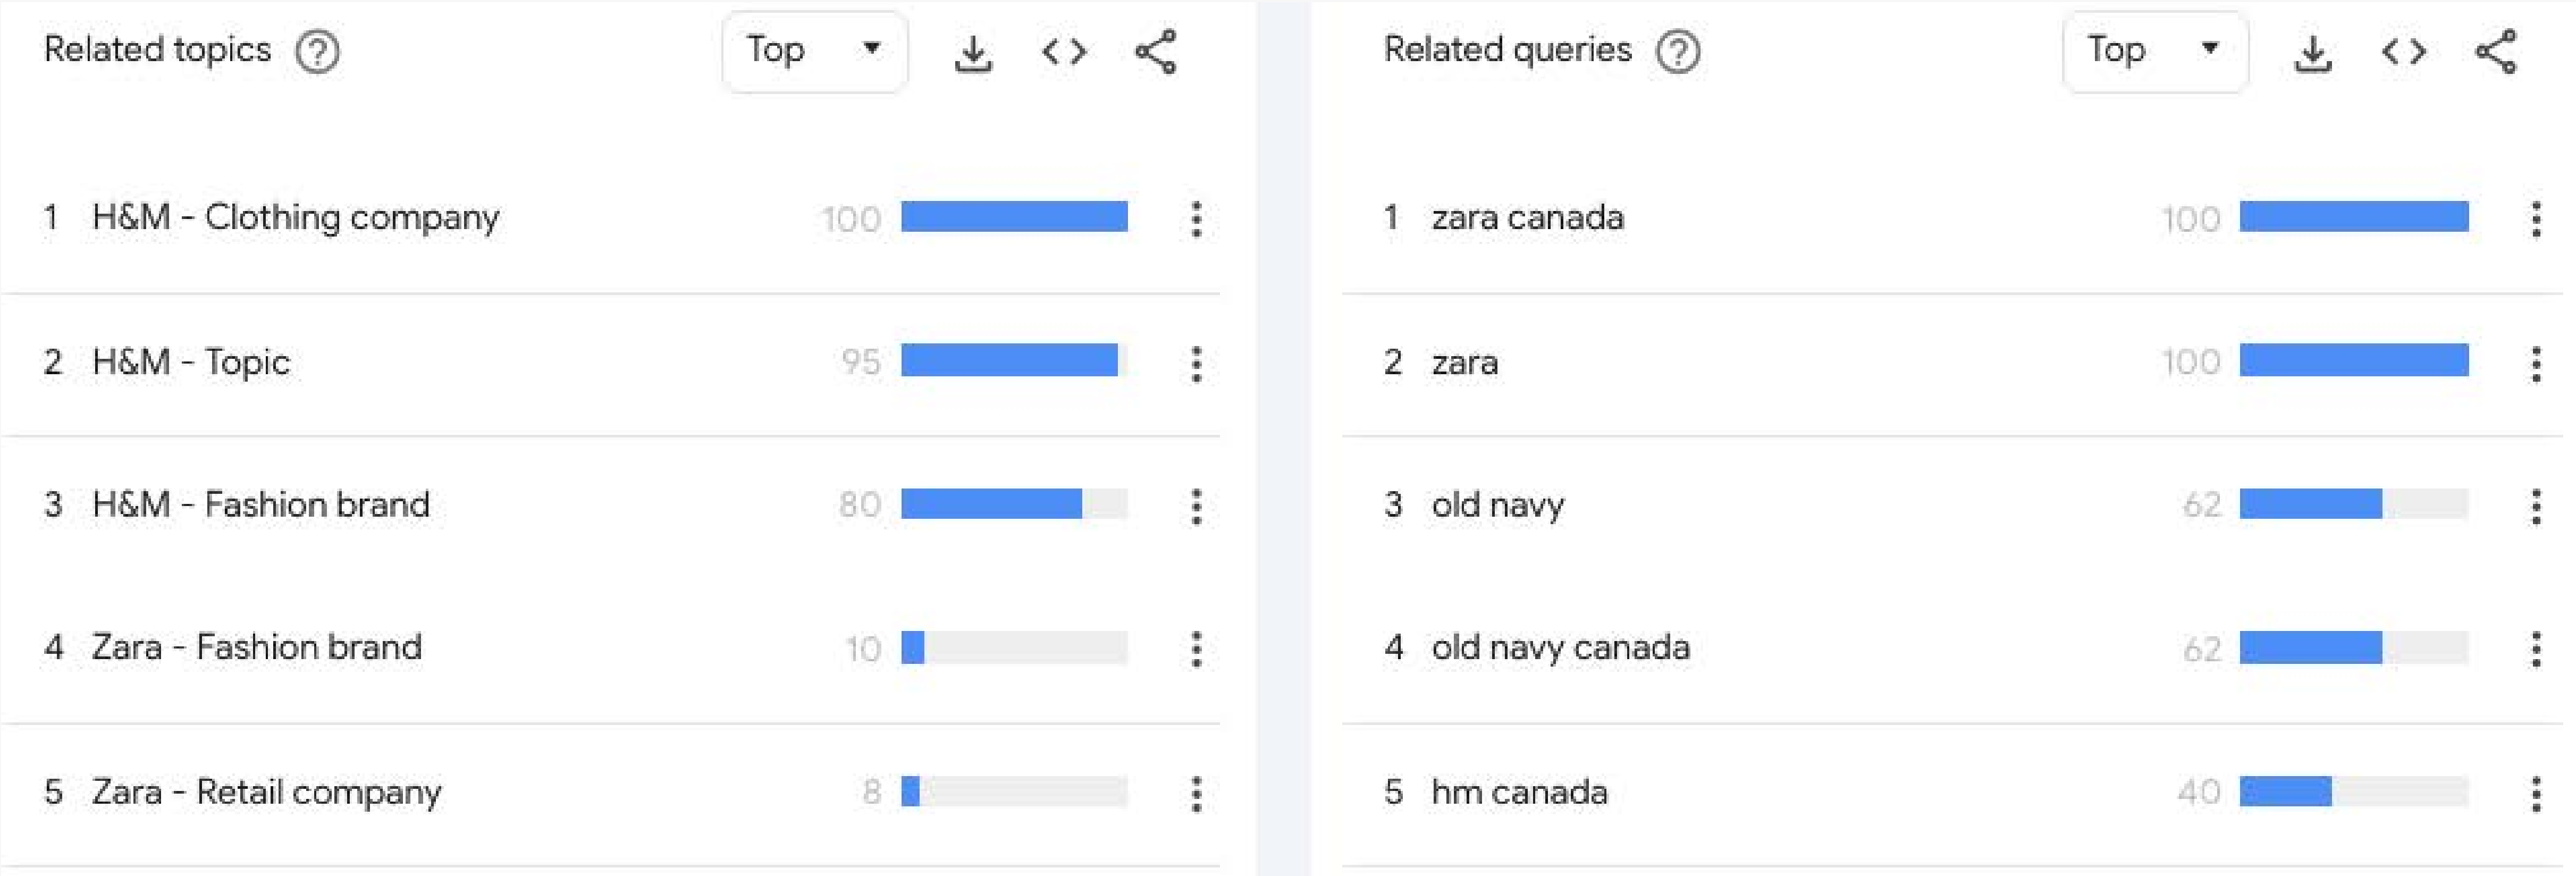 Related topics
Top
1 H&M - Clothing company 100
2 H&M - Topic 95
3 H&M - Fashion brand 80
4 Zara - Fashion brand 10
5 Zara - Retail company 8
Related queries
Top
1 zara canada 100
2 zara 100
3 old navy 62
4 old navy canada 62
5 hm canada 40